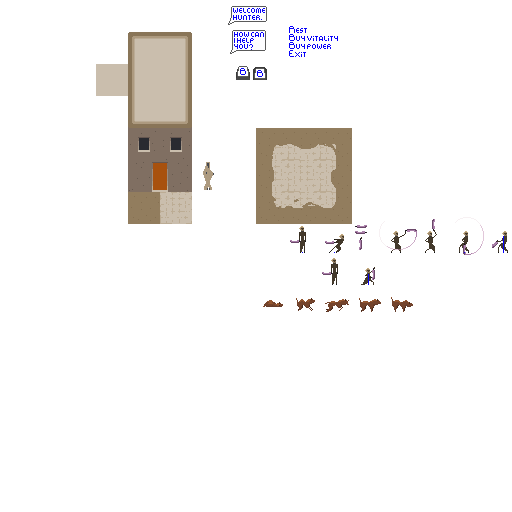 WELCOME
HUNTER.
HOW CAN
I HELP
YOU?
REST
BUY VITALITY
BUY POWER
EXIT
B B